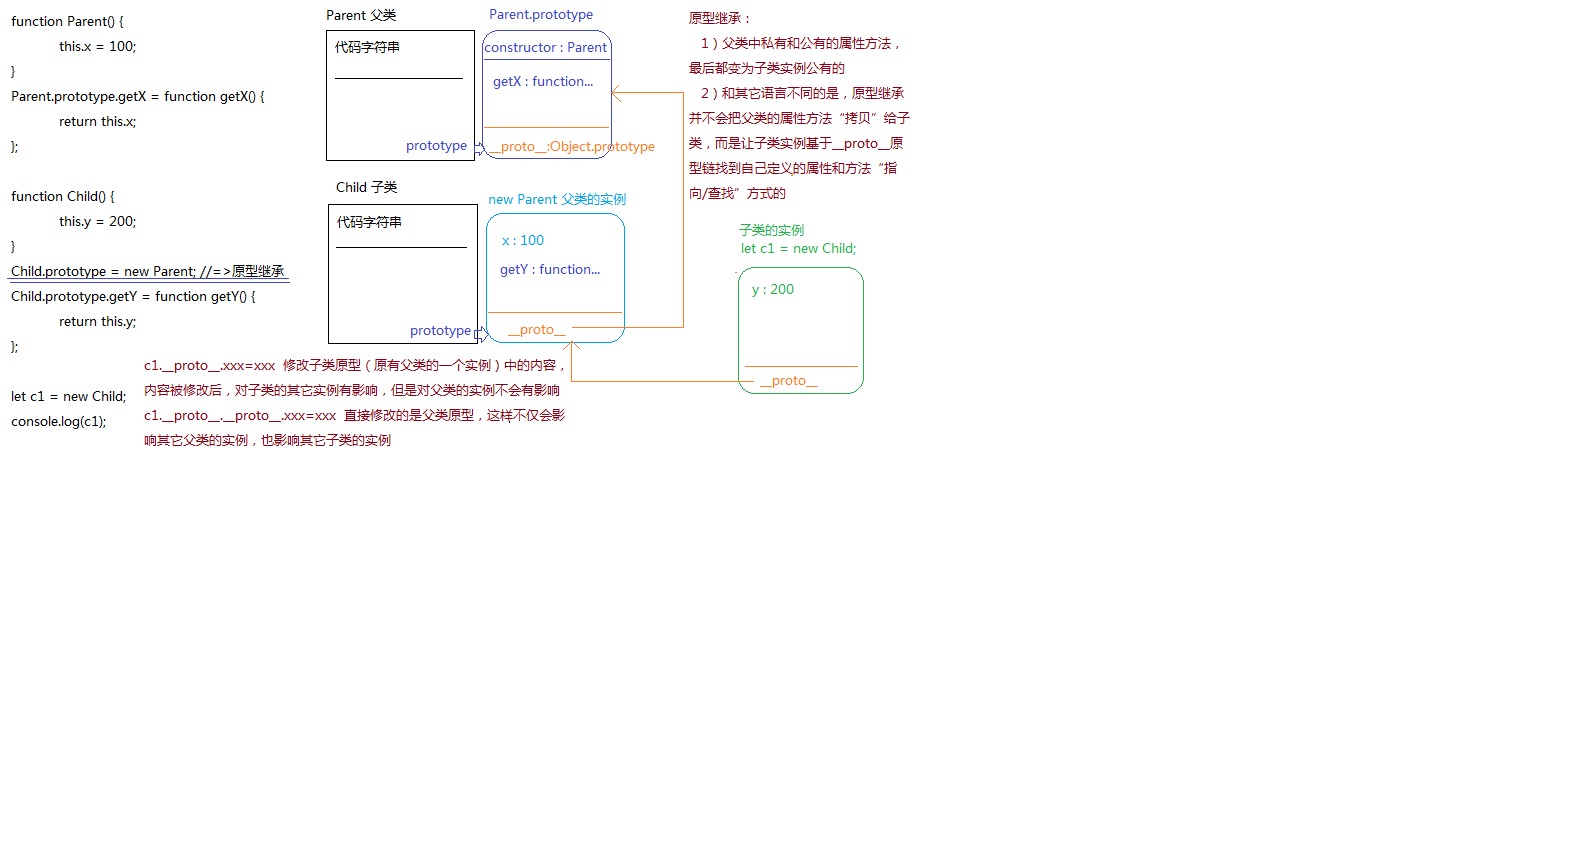 function Parent() {
this.x = 100;
}
Parent.prototype.getX = function getX() {
return this.x;
};
function Child() {
this.y = 200;
}
Child.prototype = new Parent; //=>原型继承
Child.prototype.getY = function getY() {
return this.y;
};
let c1 = new Child;
console.log(c1);
Parent 父类
代码字符串
prototype
Parent.prototype
constructor : Parent
getX : function...
__proto__:Object.prototype
Child 子类
代码字符串
prototype
new Parent 父类的实例
x : 100
getY : function...
__proto__
原型继承：
1）父类中私有和公有的属性方法，
最后都变为子类实例公有的
2）和其它语言不同的是，原型继承
并不会把父类的属性方法“拷贝”给子
类，而是让子类实例基于__proto__原
型链找到自己定义的属性和方法“指
向/查找”方式的
子类的实例
let c1 = new Child;
y : 200
__proto__
c1.__proto__.xxx=xxx 修改子类原型（原有父类的一个实例）中的内容，
内容被修改后，对子类的其它实例有影响，但是对父类的实例不会有影响
c1.__proto__.__proto__.xxx=xxx 直接修改的是父类原型，这样不仅会影
响其它父类的实例，也影响其它子类的实例